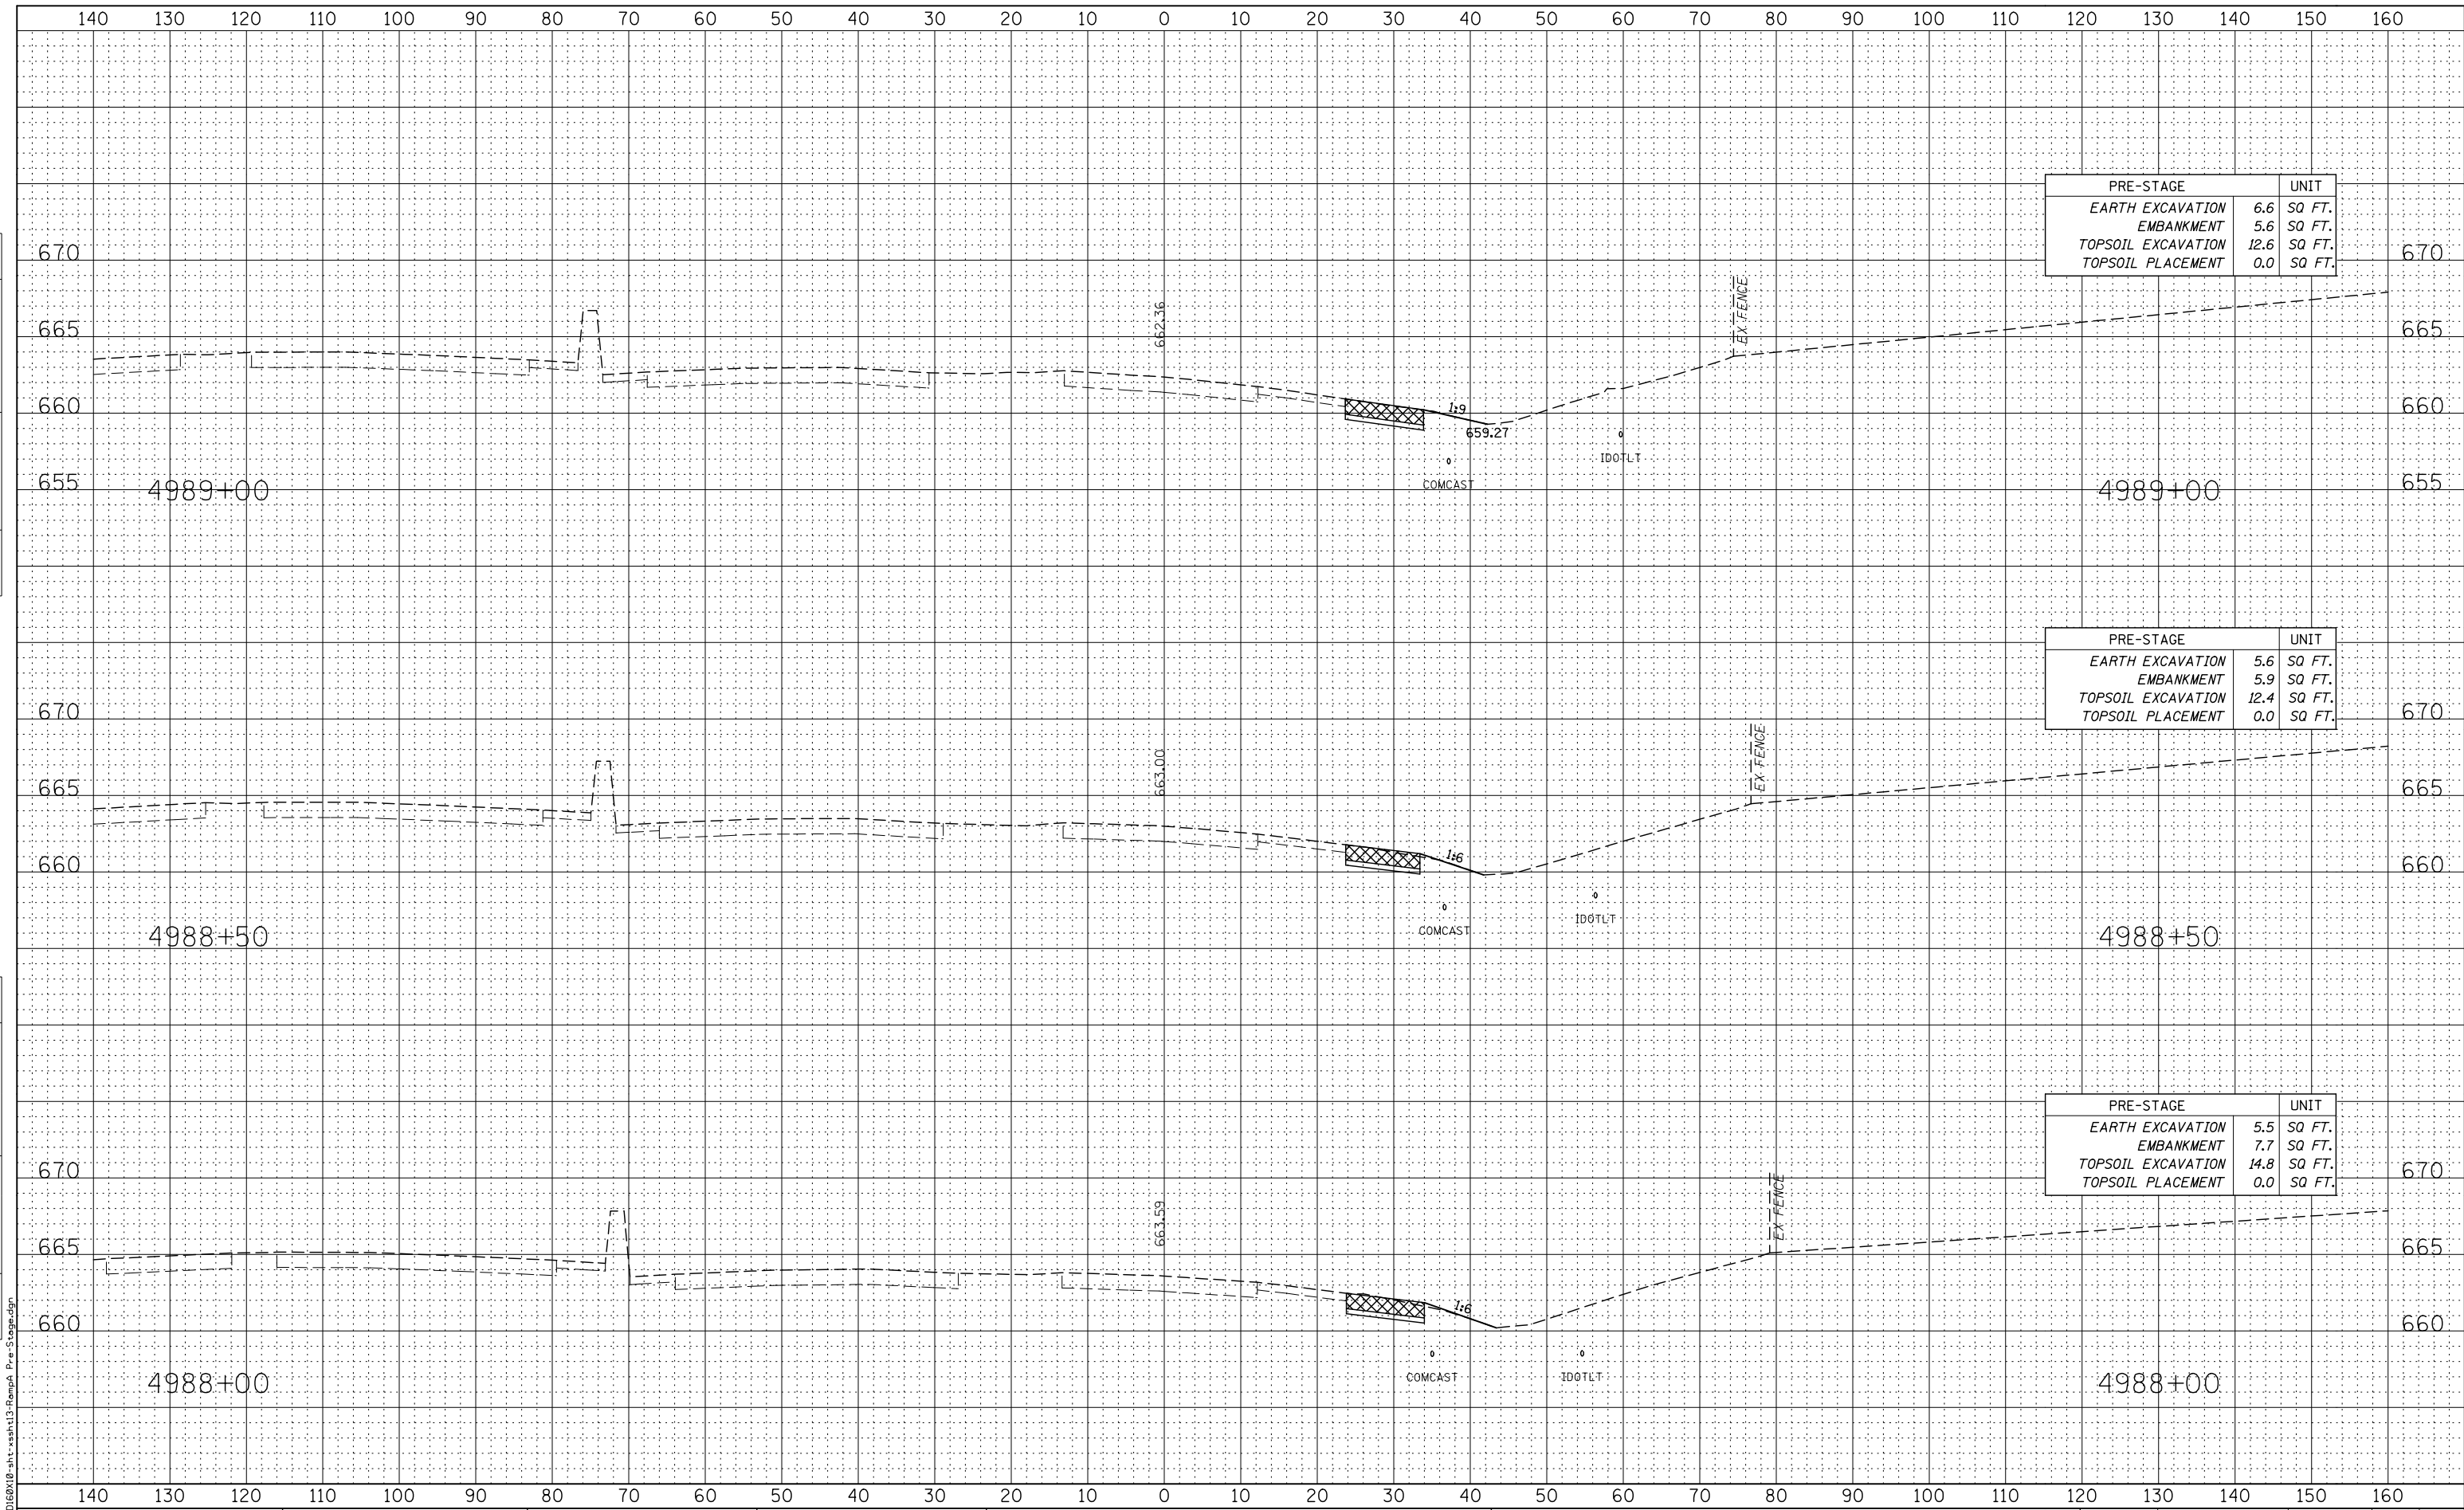 140 130 120 110 100 90 80 70 60 50 40 30 20 10 0 10 20 30 40 50 60 70 80 90 100 110 120 130 140 150 160
PRE-STAGE UNIT
EARTH EXCAVATION 6.6 SQ FT.
EMBANKMENT 5.6 SQ FT.
TOPSOIL EXCAVATION 12.6 SQ FT.
TOPSOIL PLACEMENT 0.0 SQ FT.
670 670
EX FENCE
662.36
665 665
660 1:9 660
659.27
IDOTLT
COMCAST
655 655
4989+00 4989+00
PRE-STAGE UNIT
EARTH EXCAVATION 5.6 SQ FT.
EMBANKMENT 5.9 SQ FT.
TOPSOIL EXCAVATION 12.4 SQ FT.
TOPSOIL PLACEMENT 0.0 SQ FT.
670 670
EX FENCE
663.00
665 665
1:6
660 660
IDOTLT
COMCAST
4988+50 4988+50
PRE-STAGE UNIT
EARTH EXCAVATION 5.5 SQ FT.
EMBANKMENT 7.7 SQ FT.
TOPSOIL EXCAVATION 14.8 SQ FT.
TOPSOIL PLACEMENT 0.0 SQ FT.
670 670
EX FENCE
663.59
665 665
1:6
660 660
COMCAST IDOTLT
4988+00 4988+00
D160X10-sht-xssht13-RampA Pre-Stage.dgn
140 130 120 110 100 90 80 70 60 50 40 30 20 10 0 10 20 30 40 50 60 70 80 90 100 110 120 130 140 150 160